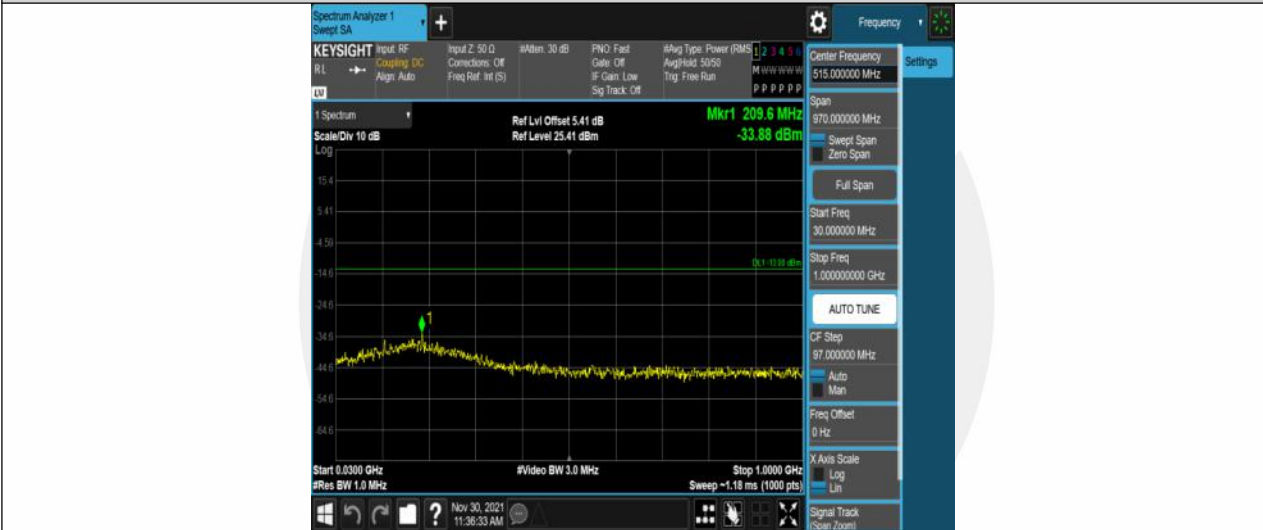 Spectrum Analyzer 1
Swept SA
+
Frequency
KEYSIGHT
RL
LV
Input: RF
Coupling: DC
Align: Auto
Input Z: 50 Ω
Corrections: Off
Freq Ref: Int (S)
#Atten: 30 dB
PNO: Fast
Gate: Off
IF Gain: Low
Sig Track: Off
#Avg Type: Power (RMS
Avg|Hold: 50/50
Trig: Free Run
1 2 3 4 5 6
M W W W W W
P P P P P P
1 Spectrum
Scale/Div 10 dB
Log
Ref Lvl Offset 5.41 dB
Ref Level 25.41 dBm
Mkr1 209.6 MHz
-33.88 dBm
15.4
5.41
-4.59
-14.6
-24.6
-34.6
-44.6
-54.6
-64.6
DL1 -13.00 dBm
1
Start 0.0300 GHz
#Res BW 1.0 MHz
#Video BW 3.0 MHz
Stop 1.0000 GHz
Sweep ~1.18 ms (1000 pts)
Center Frequency
515.000000 MHz
Settings
Span
970.000000 MHz
Swept Span
Zero Span
Full Span
Start Freq
30.000000 MHz
Stop Freq
1.000000000 GHz
AUTO TUNE
CF Step
97.000000 MHz
Auto
Man
Freq Offset
0 Hz
X Axis Scale
Log
Lin
Signal Track
(Span Zoom)
?
Nov 30, 2021
11:36:33 AM